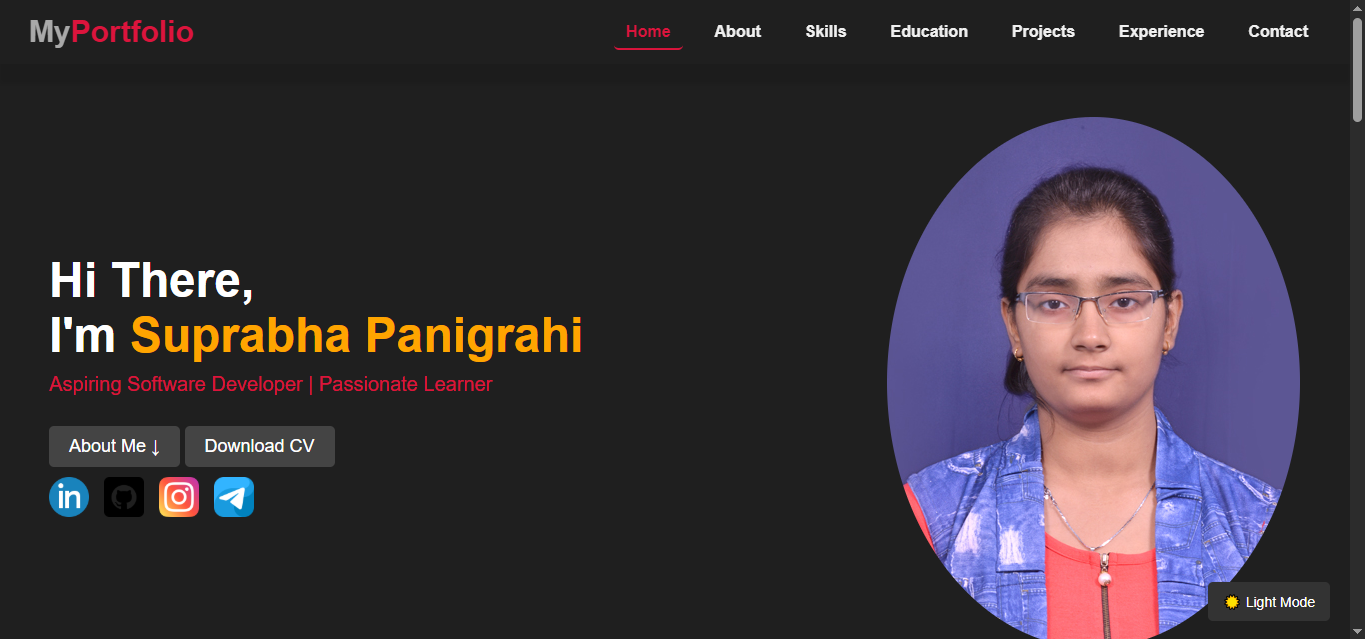 MyPortfolio
Home About Skills Education Projects Experience Contact
Hi There,
I'm Suprabha Panigrahi
Aspiring Software Developer | Passionate Learner
About Me ↓ Download CV
in
Light Mode